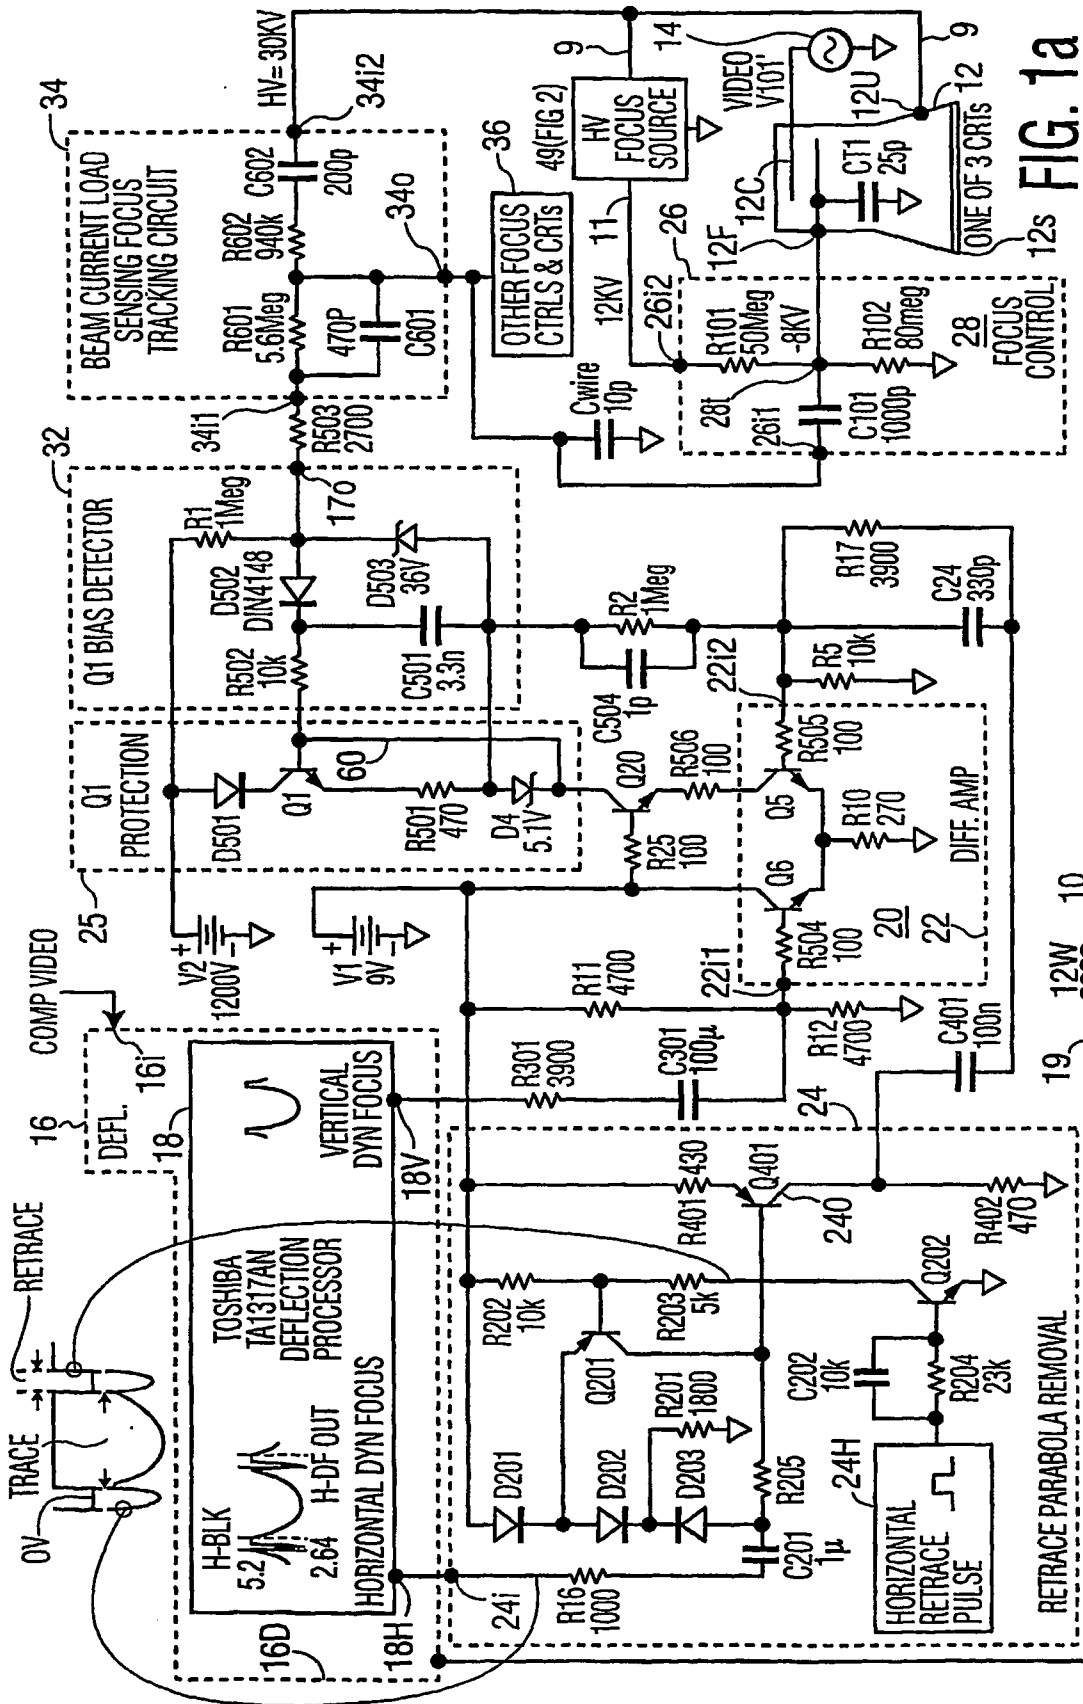 RETRACE
TRACE
0V
COMP VIDEO
16
DEFL.
16i
18
H-BLK
5.2
2.64
H-DF OUT
TOSHIBA
TA1317AN
DEFLECTION
PROCESSOR
HORIZONTAL DYN FOCUS
VERTICAL
DYN FOCUS
16D
18H
18V
24i
R16
1000
C201
1µ
D201
D202
D203
R201
1800
R205
Q201
R202
10k
R203
5k
R401
430
Q401
240
24
R402
470
Q202
C202
10k
R204
23k
24H
HORIZONTAL
RETRACE
PULSE
RETRACE PARABOLA REMOVAL
R301
3900
C301
100µ
R11
4700
R12
4700
C401
100n
22i1
19
12W
10
25
Q1
PROTECTION
V2
+
-
1200V
V1
+
-
9V
D501
Q1
60
R501
470
D4
5.1V
Q20
R25
100
R506
100
Q6
Q5
R504
100
R505
100
R10
270
20
22
DIFF. AMP
22i2
R5
10k
C24
330p
R17
3900
C504
1p
R2
1Meg
32
Q1 BIAS DETECTOR
R1
1Meg
D502
DIN4148
R502
10k
D503
36V
C501
3.3n
17o
R503
2700
34i1
34
BEAM CURRENT LOAD
SENSING FOCUS
TRACKING CIRCUIT
R601
5.6Meg
R602
940k
C602
200p
470P
C601
34o
34i2
HV=30KV
36
OTHER FOCUS
CTRLS & CRTs
Cwire
10p
49(FIG 2)
HV
FOCUS
SOURCE
9
11
12KV
26
26i2
R101
50Meg
-8KV
28t
26i1
C101
1000p
R102
80meg
28
FOCUS
CONTROL
14
VIDEO
V101'
12U
9
12C
12F
12
CT1
25p
ONE OF 3 CRTs
12s
FIG. 1a